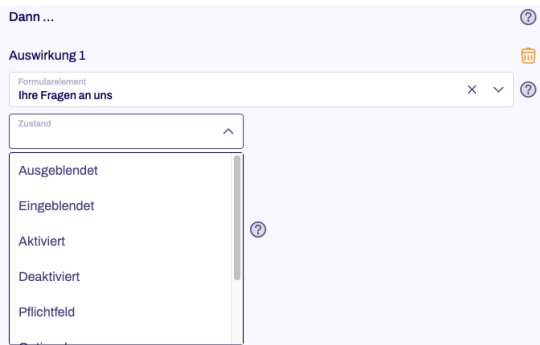 Dann ...
Auswirkung 1
Formularelement
Ihre Fragen an uns
Zustand
Ausgeblendet
Eingeblendet
Aktiviert
Deaktiviert
Pflichtfeld